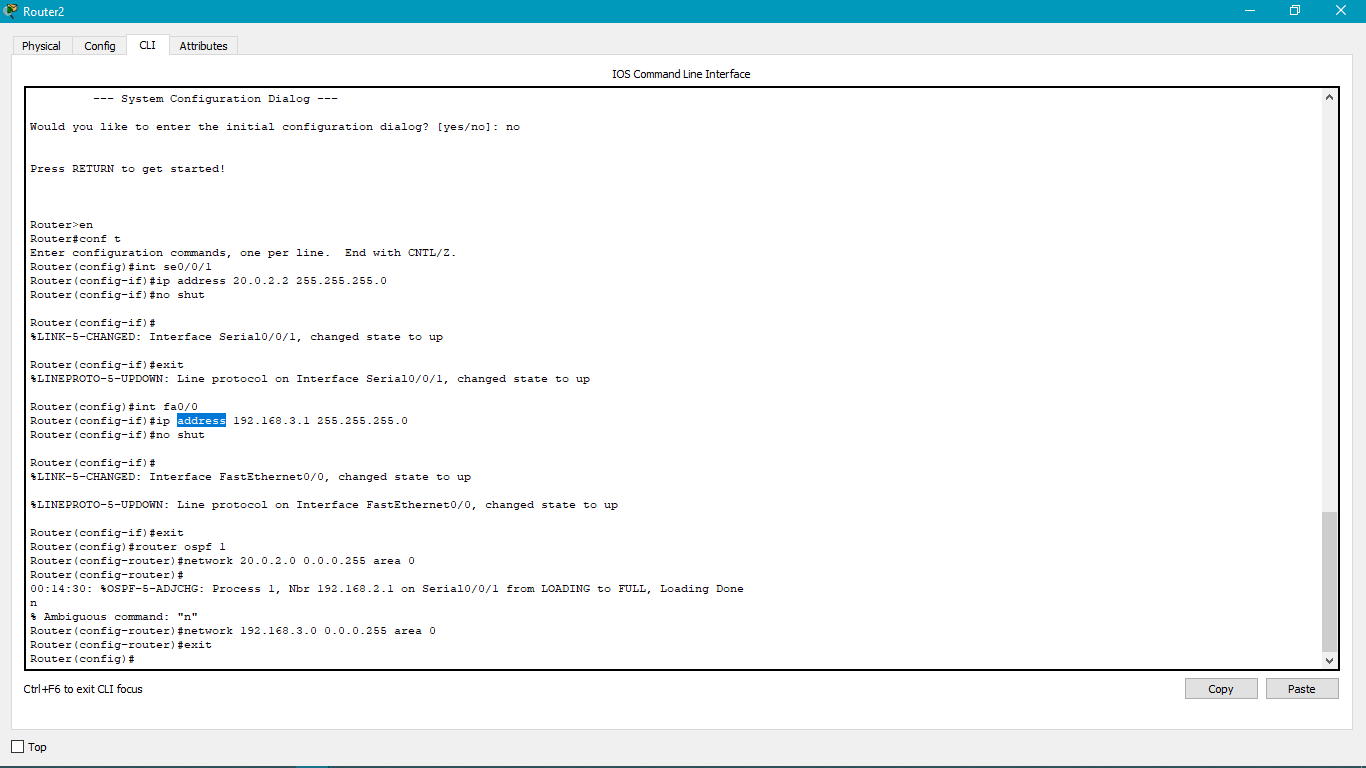 Router2
Physical Config CLI Attributes
IOS Command Line Interface
--- System Configuration Dialog ---
Would you like to enter the initial configuration dialog? [yes/no]: no
Press RETURN to get started!
Router>en
Router#conf t
Enter configuration commands, one per line.  End with CNTL/Z.
Router(config)#int se0/0/1
Router(config-if)#ip address 20.0.2.2 255.255.255.0
Router(config-if)#no shut
Router(config-if)#
%LINK-5-CHANGED: Interface Serial0/0/1, changed state to up
Router(config-if)#exit
%LINEPROTO-5-UPDOWN: Line protocol on Interface Serial0/0/1, changed state to up
Router(config)#int fa0/0
Router(config-if)#ip address 192.168.3.1 255.255.255.0
Router(config-if)#no shut
Router(config-if)#
%LINK-5-CHANGED: Interface FastEthernet0/0, changed state to up
%LINEPROTO-5-UPDOWN: Line protocol on Interface FastEthernet0/0, changed state to up
Router(config-if)#exit
Router(config)#router ospf 1
Router(config-router)#network 20.0.2.0 0.0.0.255 area 0
Router(config-router)#
00:14:30: %OSPF-5-ADJCHG: Process 1, Nbr 192.168.2.1 on Serial0/0/1 from LOADING to FULL, Loading Done
n
% Ambiguous command: "n"
Router(config-router)#network 192.168.3.0 0.0.0.255 area 0
Router(config-router)#exit
Router(config)#
Ctrl+F6 to exit CLI focus
Copy Paste
Top